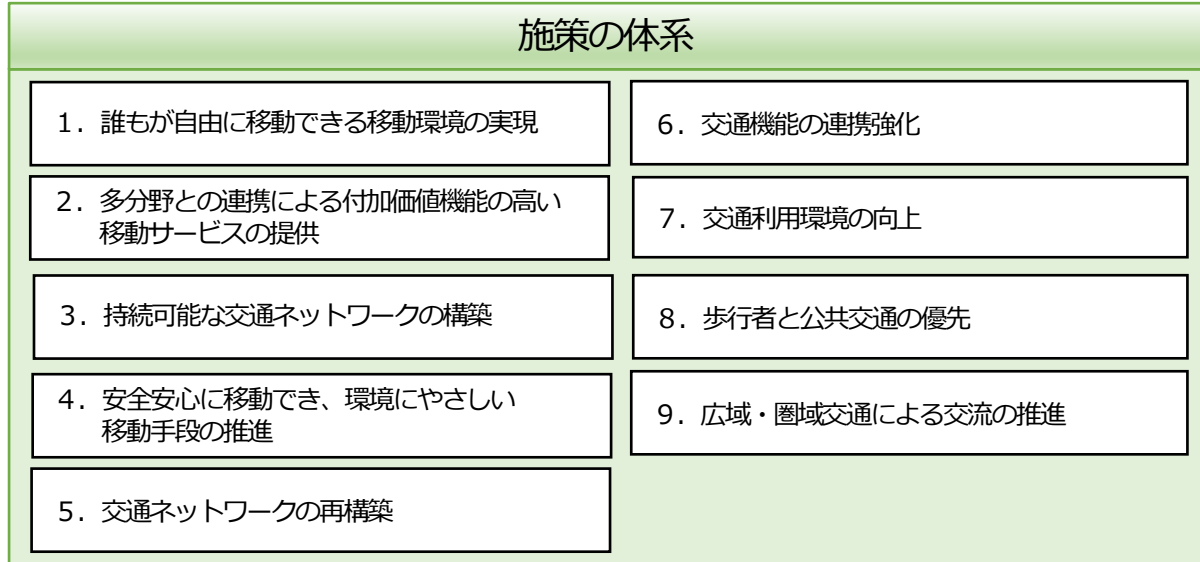 施策の体系
1．誰もが自由に移動できる移動環境の実現
2．多分野との連携による付加価値機能の高い
移動サービスの提供
3．持続可能な交通ネットワークの構築
4．安全安心に移動でき、環境にやさしい
移動手段の推進
5．交通ネットワークの再構築
6．交通機能の連携強化
7．交通利用環境の向上
8．歩行者と公共交通の優先
9．広域・圏域交通による交流の推進